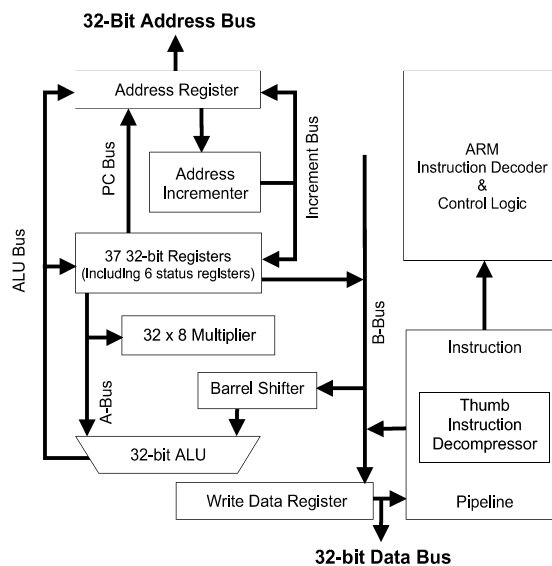 32-Bit Address Bus
Address Register
ARM
Instruction Decoder
&
Control Logic
PC Bus
Address
Incrementer
Increment Bus
ALU Bus
37 32-bit Registers
(Including 6 status registers)
B-Bus
32 x 8 Multiplier
Instruction
A-Bus
Barrel Shifter
Thumb
Instruction
Decompressor
32-bit ALU
Write Data Register
Pipeline
32-bit Data Bus